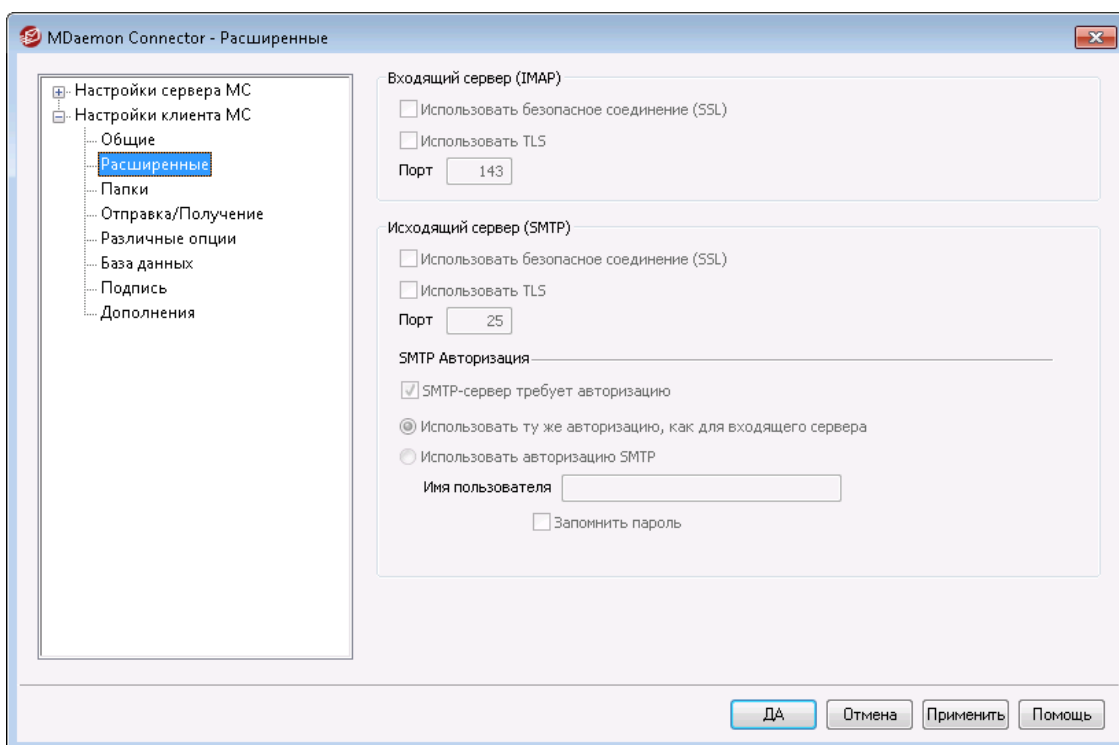 MDaemon Connector - Расширенные
Настройки сервера MC
Настройки клиента MC
Общие
Расширенные
Папки
Отправка/Получение
Различные опции
База данных
Подпись
Дополнения
Входящий сервер (IMAP)
Использовать безопасное соединение (SSL)
Использовать TLS
Порт 143
Исходящий сервер (SMTP)
Использовать безопасное соединение (SSL)
Использовать TLS
Порт 25
SMTP Авторизация
SMTP-сервер требует авторизацию
Использовать ту же авторизацию, как для входящего сервера
Использовать авторизацию SMTP
Имя пользователя
Запомнить пароль
ДА Отмена Применить Помощь